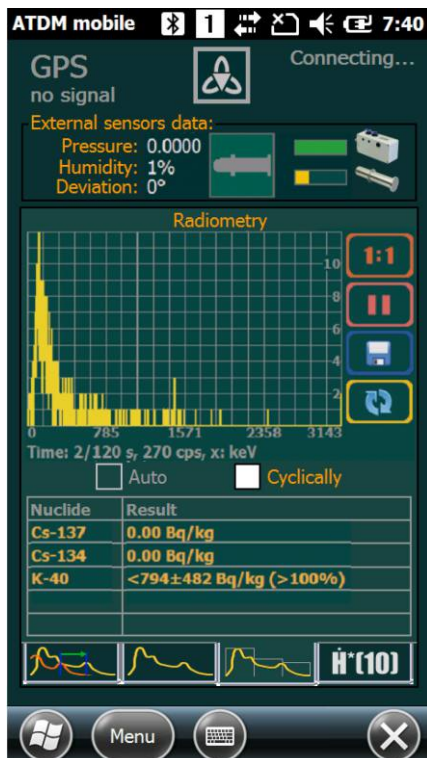 ATDM mobile 1 7:40
GPS
no signal
Connecting...
External sensors data:
Pressure: 0.0000
Humidity: 1%
Deviation: 0°
Radiometry
10
8
6
4
2
0 785 1571 2358 3143
1:1
Time: 2/120 s, 270 cps, x: keV
Auto Cyclically
Nuclide Result
Cs-137 0.00 Bq/kg
Cs-134 0.00 Bq/kg
K-40 <794±482 Bq/kg (>100%)
Ḣ*(10)
Menu